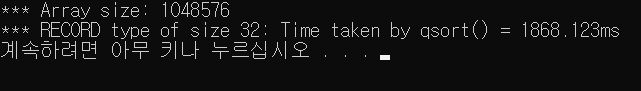 *** Array size: 1048576
*** RECORD type of size 32: Time taken by qsort() = 1868.123ms
계속하려면 아무 키나 누르십시오 . . .